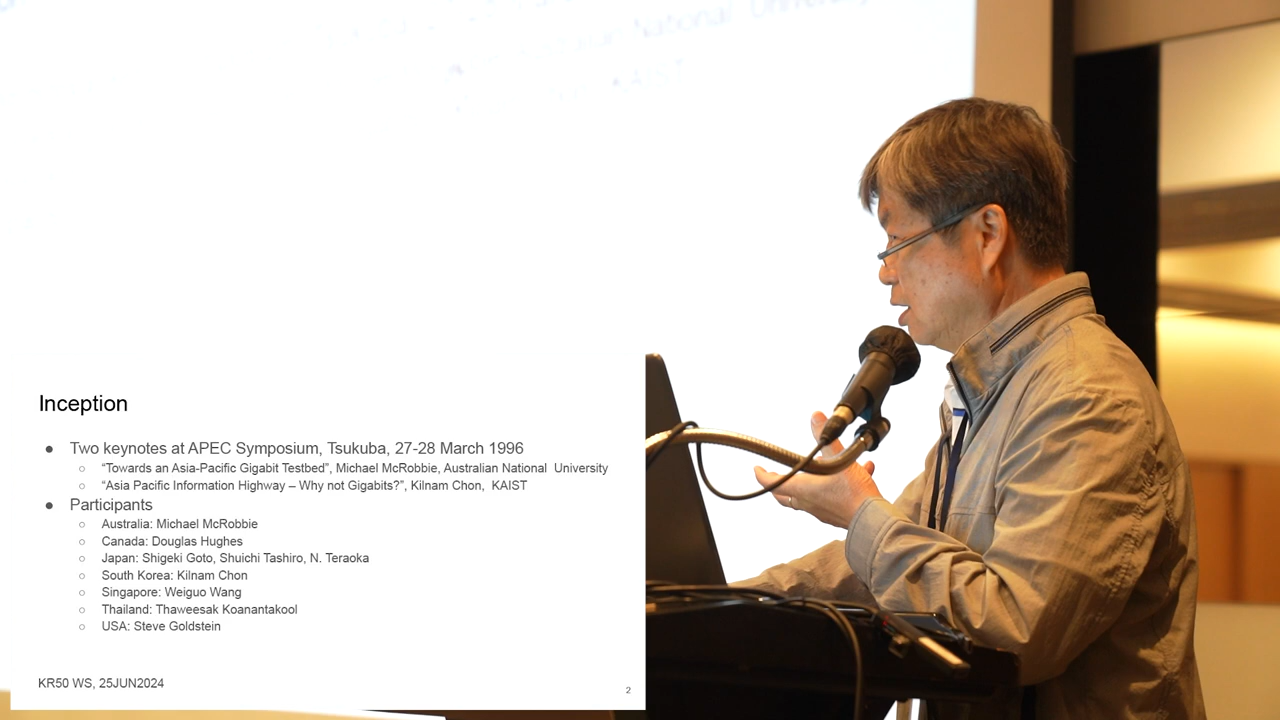 National University
KAIST
Inception
● Two keynotes at APEC Symposium, Tsukuba, 27-28 March 1996
○ “Towards an Asia-Pacific Gigabit Testbed”, Michael McRobbie, Australian National University
○ “Asia Pacific Information Highway – Why not Gigabits?”, Kilnam Chon, KAIST
● Participants
○ Australia: Michael McRobbie
○ Canada: Douglas Hughes
○ Japan: Shigeki Goto, Shuichi Tashiro, N. Teraoka
○ South Korea: Kilnam Chon
○ Singapore: Weiguo Wang
○ Thailand: Thaweesak Koanantakool
○ USA: Steve Goldstein
KR50 WS, 25JUN2024
2